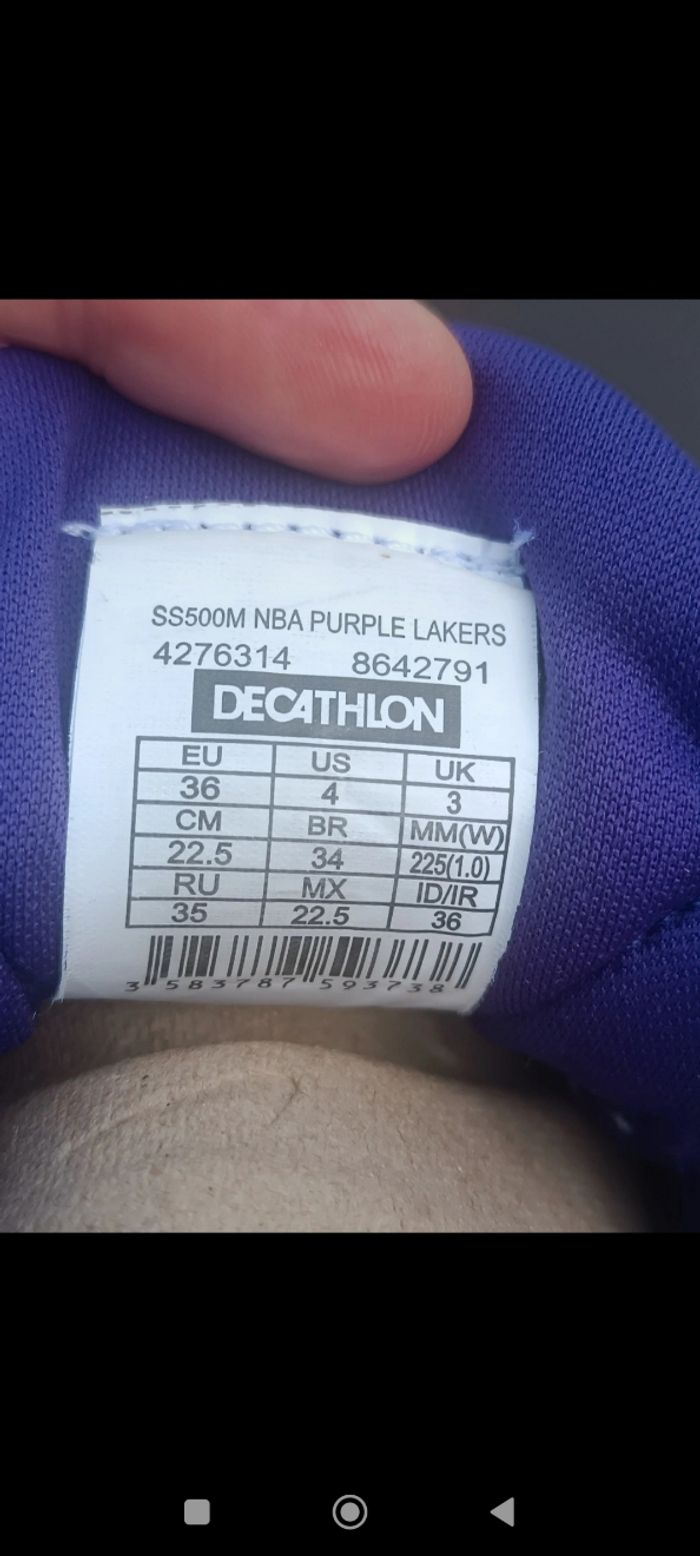 SS500M NBA PURPLE LAKERS
4276314 8642791
DECATHLON
EU US UK
36 4 3
CM BR MM(W)
22.5 34 225(1.0)
RU MX ID/IR
35 22.5 36
3 583787 593738